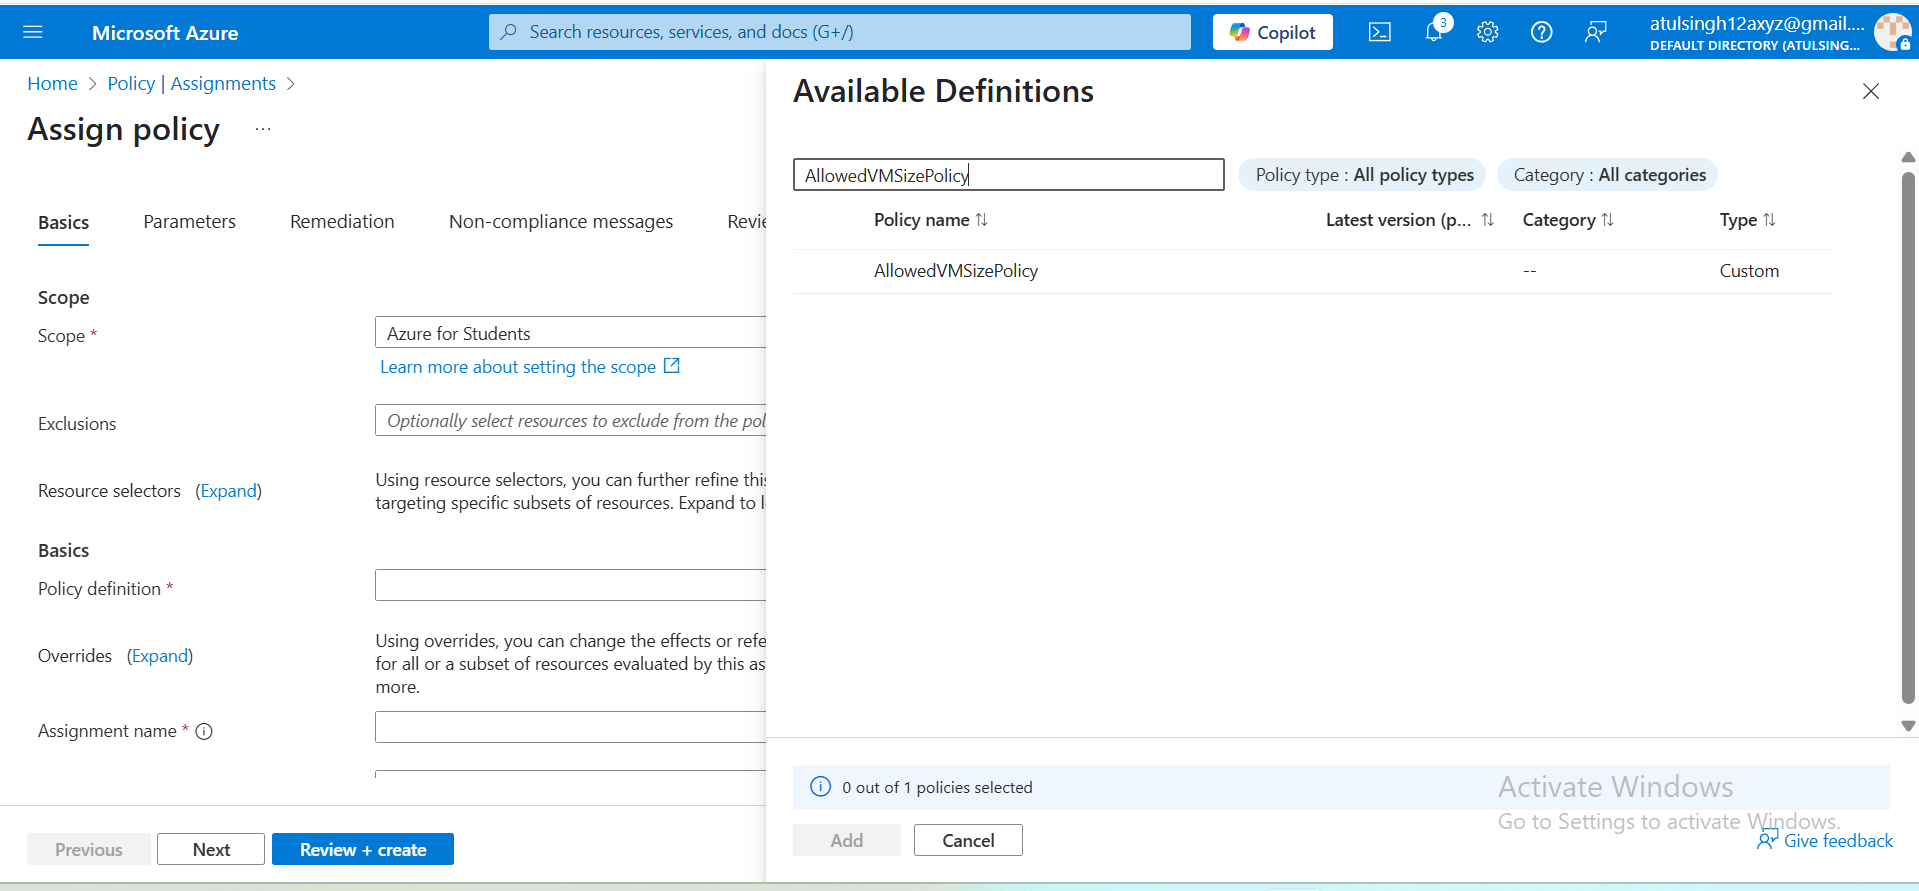 Microsoft Azure
Search resources, services, and docs (G+/)
Copilot
3
atulsingh12axyz@gmail....
DEFAULT DIRECTORY (ATULSING...
Home > Policy | Assignments >
Assign policy ...
Basics
Parameters
Remediation
Non-compliance messages
Revie
Scope
Scope *
Azure for Students
Learn more about setting the scope
Exclusions
Optionally select resources to exclude from the pol
Resource selectors (Expand)
Using resource selectors, you can further refine this
targeting specific subsets of resources. Expand to l
Basics
Policy definition *
Overrides (Expand)
Using overrides, you can change the effects or refe
for all or a subset of resources evaluated by this as
more.
Assignment name *
Previous
Next
Review + create
Available Definitions
AllowedVMSizePolicy
Policy type : All policy types
Category : All categories
Policy name
Latest version (p...
Category
Type
AllowedVMSizePolicy
--
Custom
0 out of 1 policies selected
Add
Cancel
Activate Windows
Go to Settings to activate Windows.
Give feedback